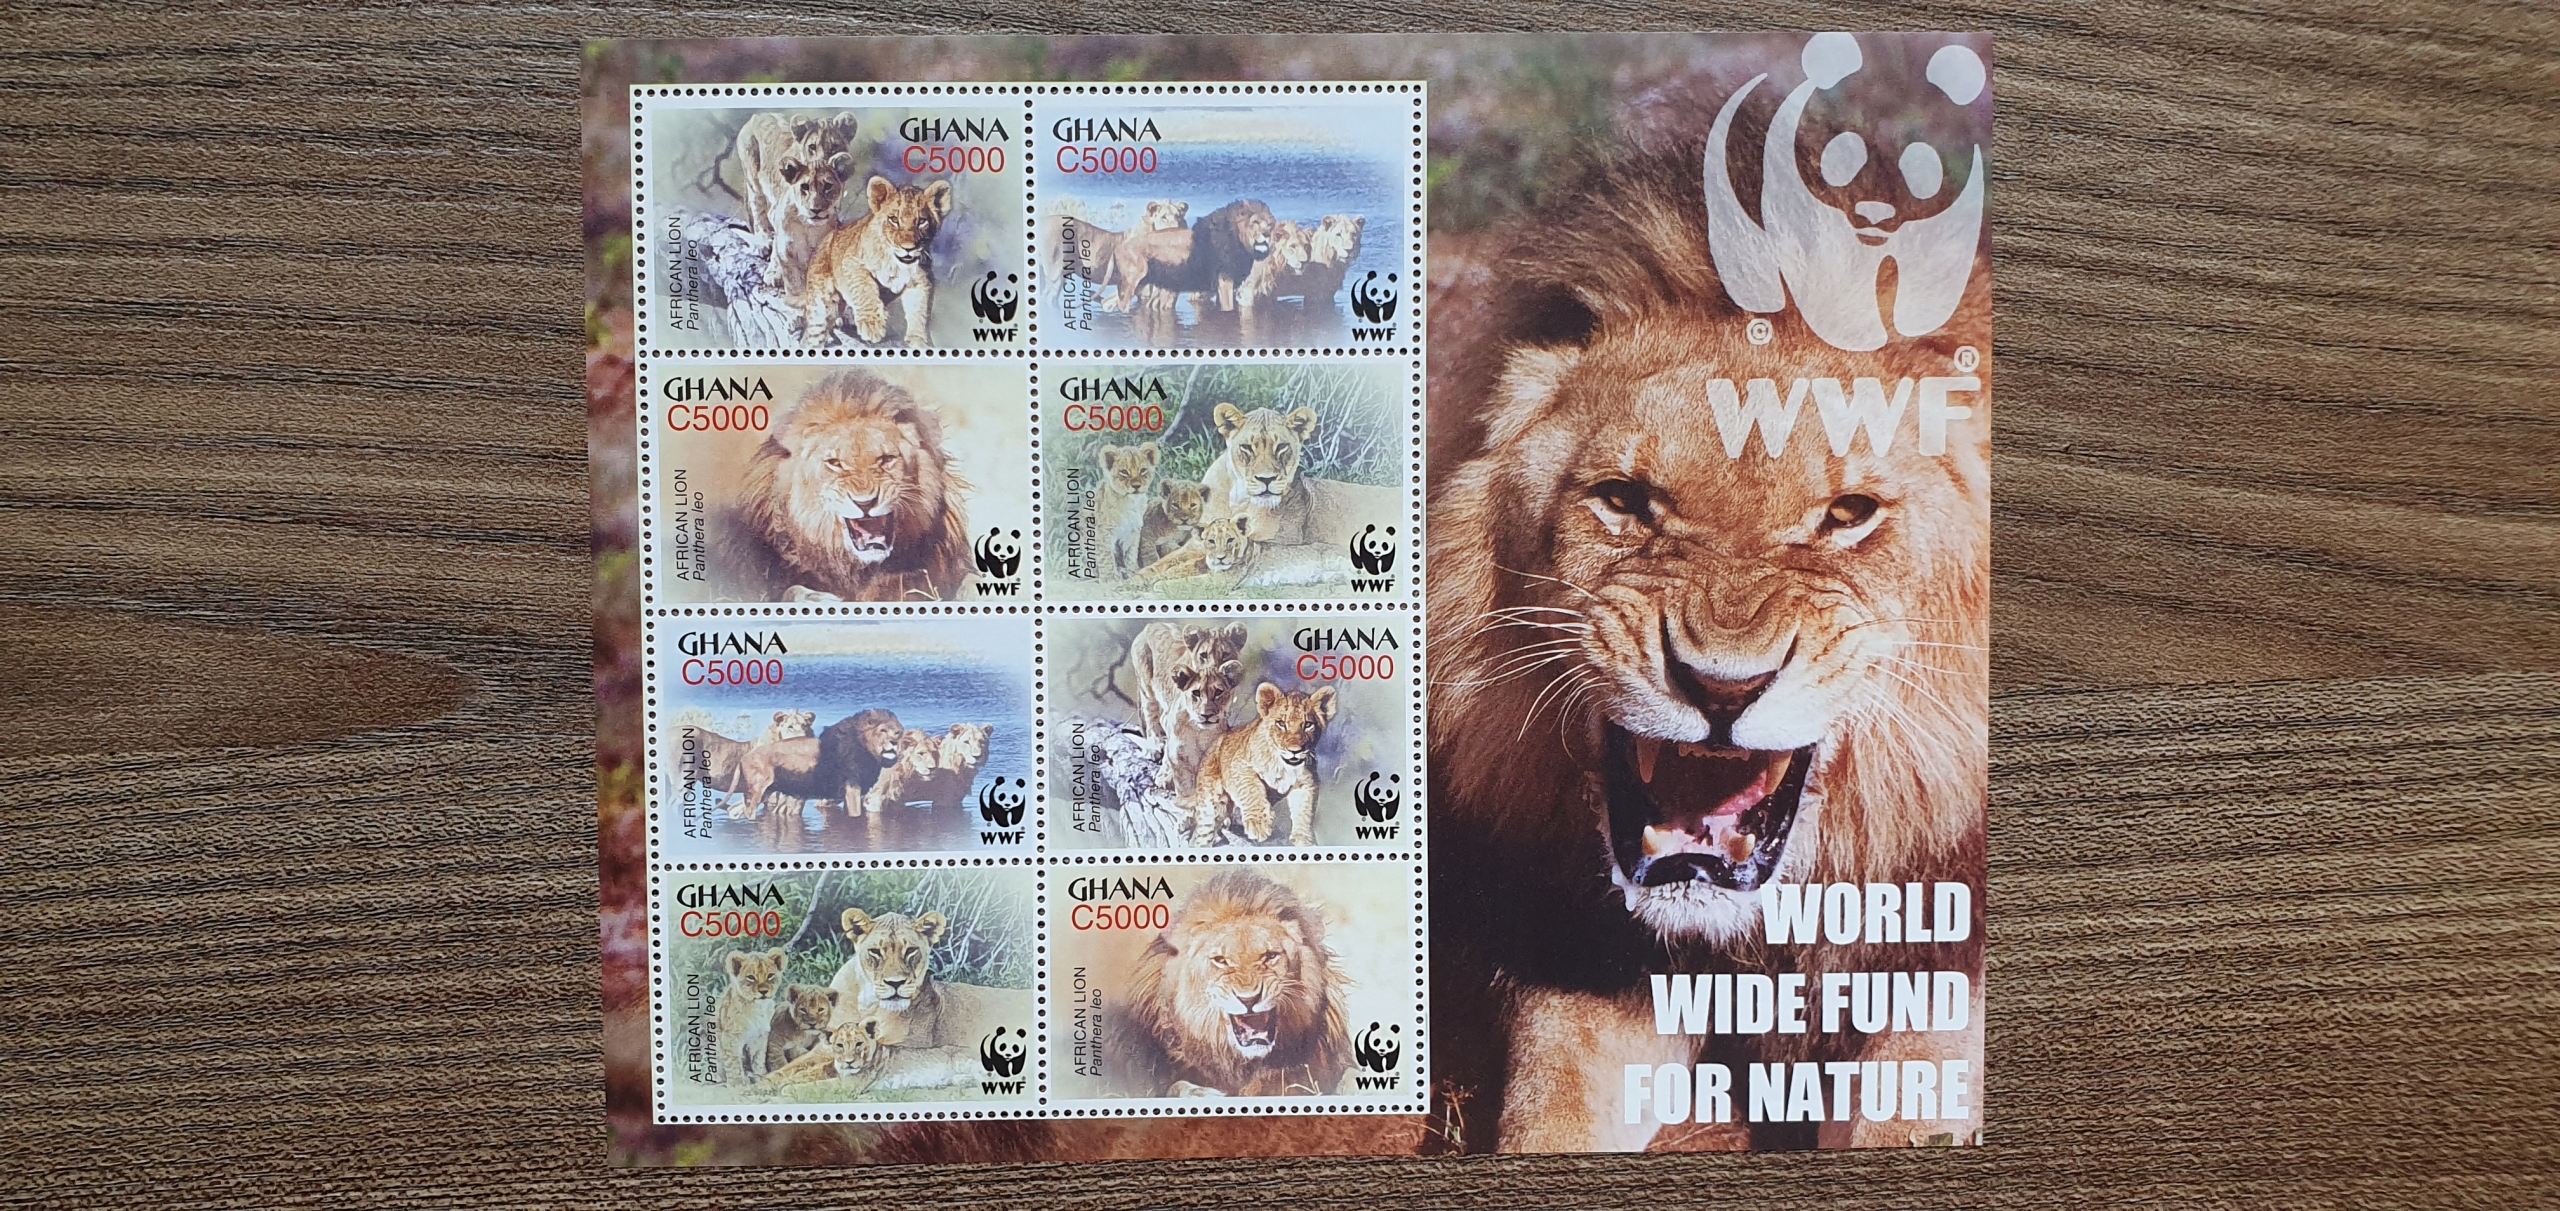 GHANA
C5000
AFRICAN LION
Panthera leo
WWF
GHANA
C5000
AFRICAN LION
Panthera leo
WWF
GHANA
C5000
AFRICAN LION
Panthera leo
WWF
GHANA
C5000
AFRICAN LION
Panthera leo
WWF
GHANA
C5000
AFRICAN LION
Panthera leo
WWF
GHANA
C5000
AFRICAN LION
Panthera leo
WWF
GHANA
C5000
AFRICAN LION
Panthera leo
WWF
GHANA
C5000
AFRICAN LION
Panthera leo
WWF
©
®
WWF
WORLD
WIDE FUND
FOR NATURE